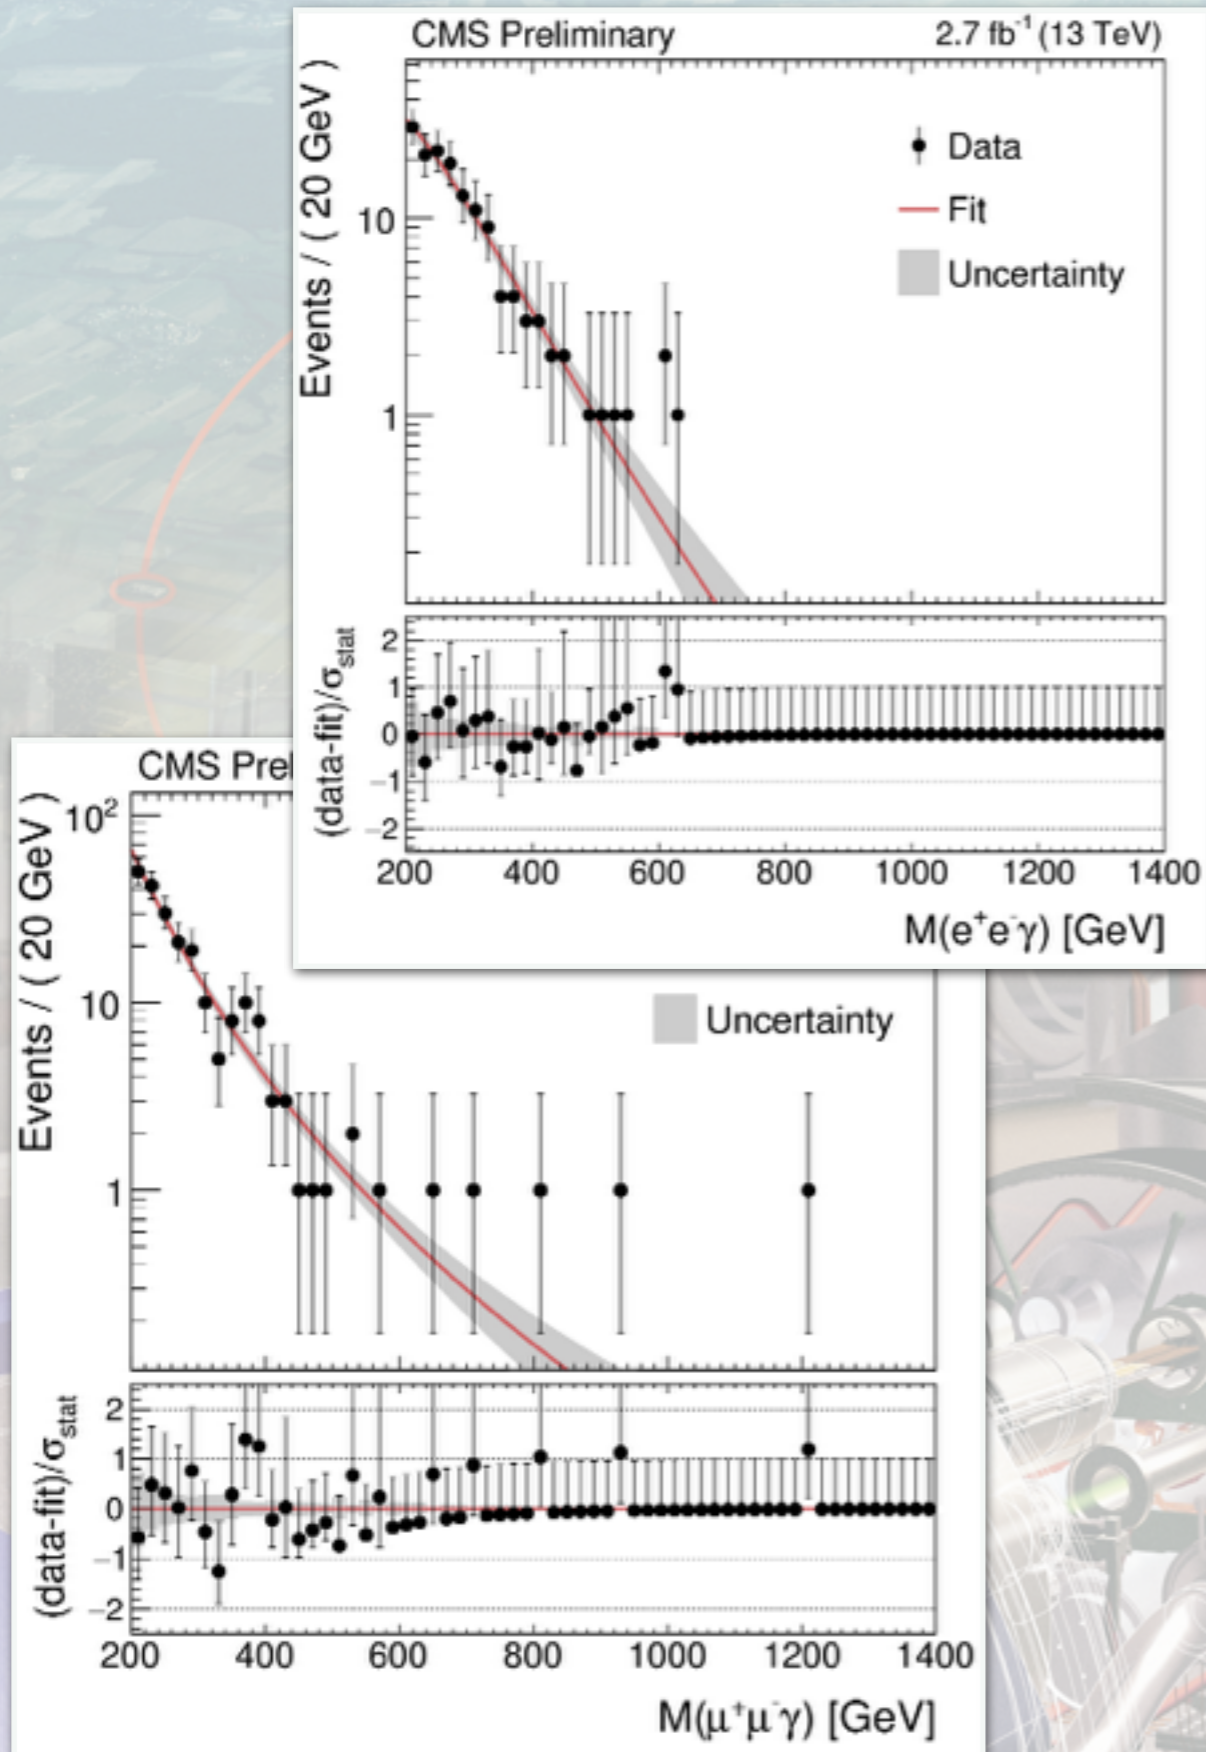 CMS Preliminary 2.7 fb⁻¹ (13 TeV)
Events / ( 20 GeV )
10
1
Data
Fit
Uncertainty
(data-fit)/σ_stat
2
1
0
−1
−2
200 400 600 800 1000 1200 1400
M(e⁺e⁻γ) [GeV]
CMS Prel
Events / ( 20 GeV )
10²
10
1
Uncertainty
(data-fit)/σ_stat
2
1
0
−1
−2
200 400 600 800 1000 1200 1400
M(μ⁺μ⁻γ) [GeV]